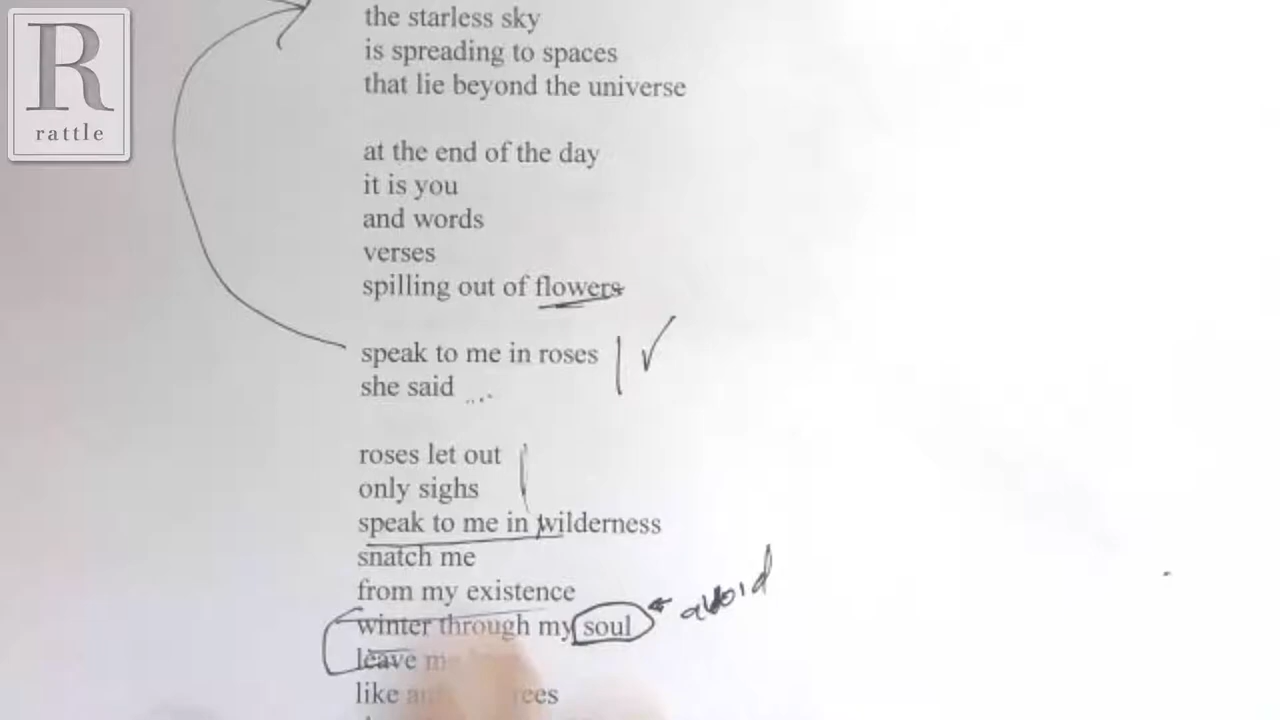 R
rattle
the starless sky
is spreading to spaces
that lie beyond the universe
at the end of the day
it is you
and words
verses
spilling out of flowers
speak to me in roses
she said ...
roses let out
only sighs
speak to me in wilderness
snatch me
from my existence
winter through my soul
avoid
leave
like